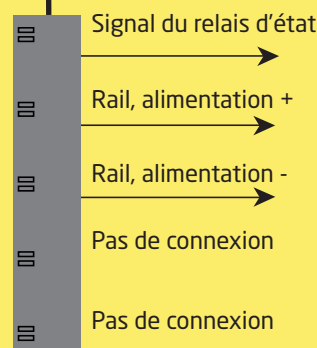 Signal du relais d'état
Rail, alimentation +
Rail, alimentation -
Pas de connexion
Pas de connexion